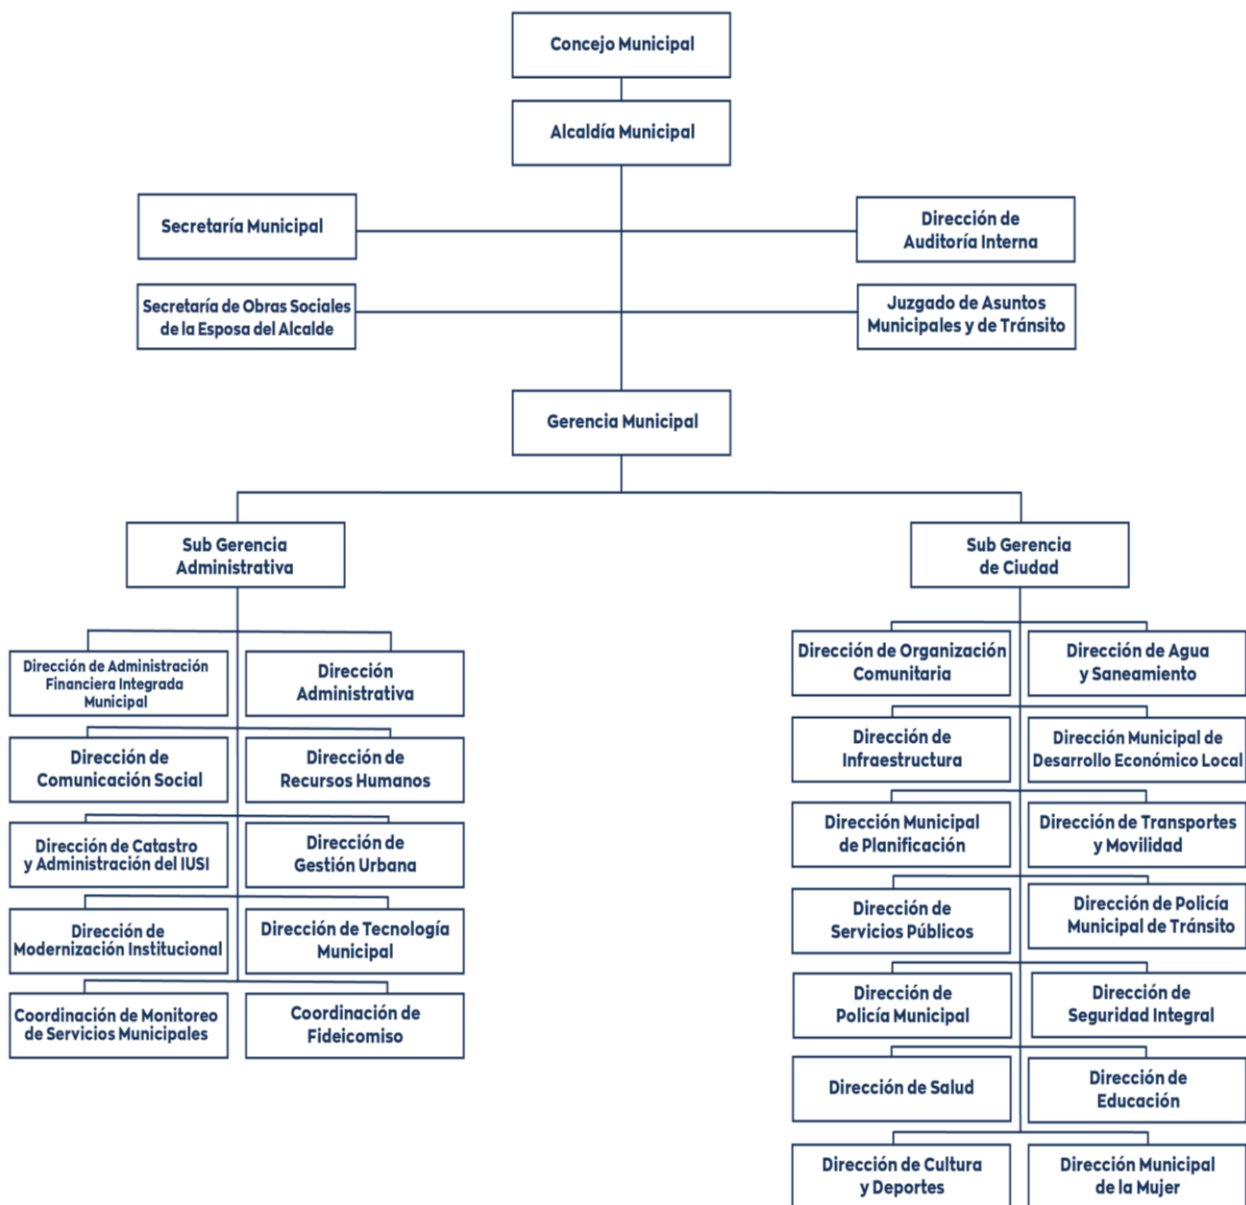 Concejo Municipal
Alcaldía Municipal
Secretaría Municipal
Dirección de
Auditoría Interna
Secretaría de Obras Sociales
de la Esposa del Alcalde
Juzgado de Asuntos
Municipales y de Tránsito
Gerencia Municipal
Sub Gerencia
Administrativa
Sub Gerencia
de Ciudad
Dirección de Administración
Financiera Integrada
Municipal
Dirección
Administrativa
Dirección de
Comunicación Social
Dirección de
Recursos Humanos
Dirección de Catastro
y Administración del IUSI
Dirección de
Gestión Urbana
Dirección de
Modernización Institucional
Dirección de Tecnología
Municipal
Coordinación de Monitoreo
de Servicios Municipales
Coordinación de
Fideicomiso
Dirección de Organización
Comunitaria
Dirección de Agua
y Saneamiento
Dirección de
Infraestructura
Dirección Municipal de
Desarrollo Económico Local
Dirección Municipal
de Planificación
Dirección de Transportes
y Movilidad
Dirección de
Servicios Públicos
Dirección de Policía
Municipal de Tránsito
Dirección de
Policía Municipal
Dirección de
Seguridad Integral
Dirección de Salud
Dirección de
Educación
Dirección de Cultura
y Deportes
Dirección Municipal
de la Mujer